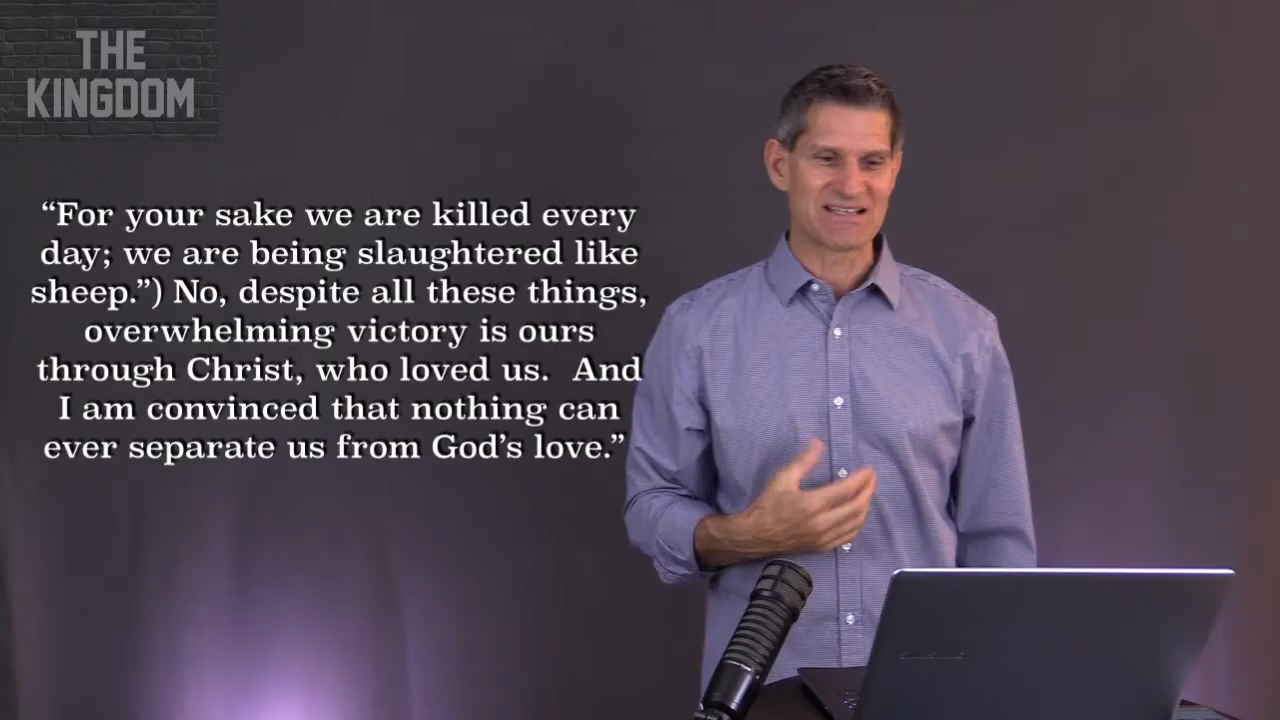 THE
KINGDOM
“For your sake we are killed every
day; we are being slaughtered like
sheep.”) No, despite all these things,
overwhelming victory is ours
through Christ, who loved us.  And
I am convinced that nothing can
ever separate us from God’s love.”